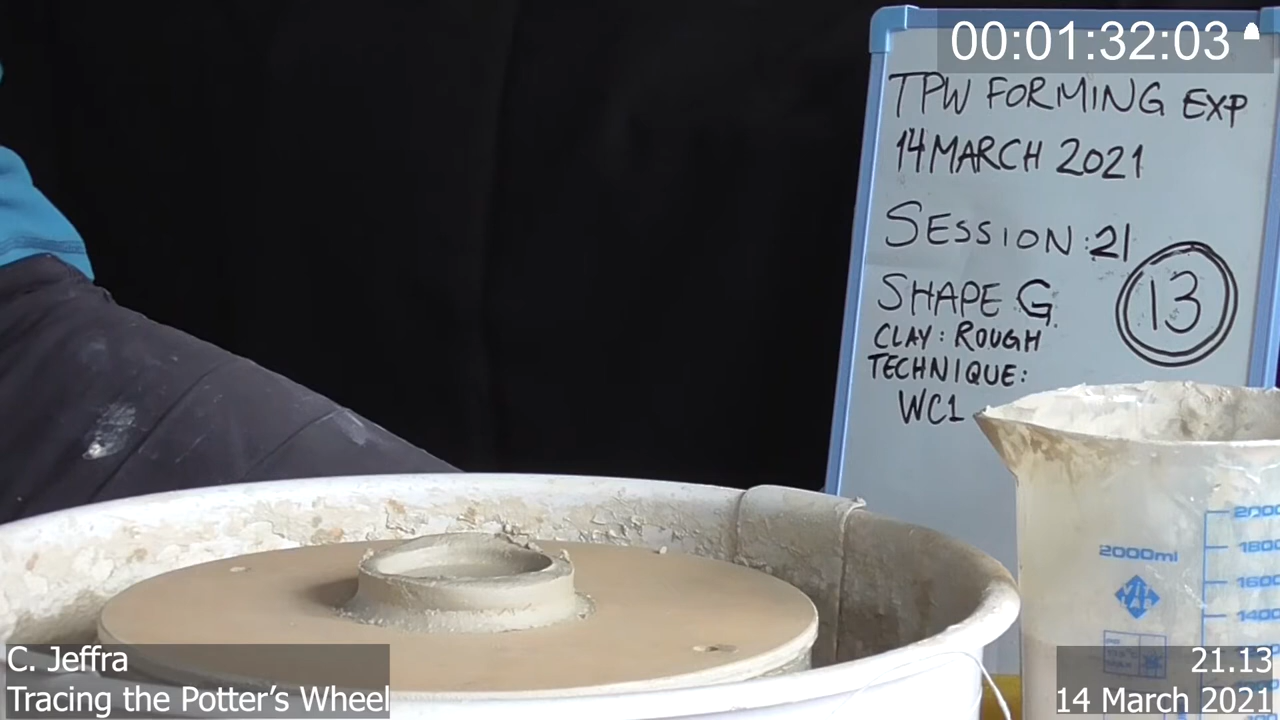 00:01:32:03
TPW FORMING EXP
14 MARCH 2021
SESSION: 21
SHAPE G
13
CLAY: ROUGH
TECHNIQUE:
WC1
2000
2000ml
1800
1600
1400
C. Jeffra
Tracing the Potter's Wheel
21.13
14 March 2021